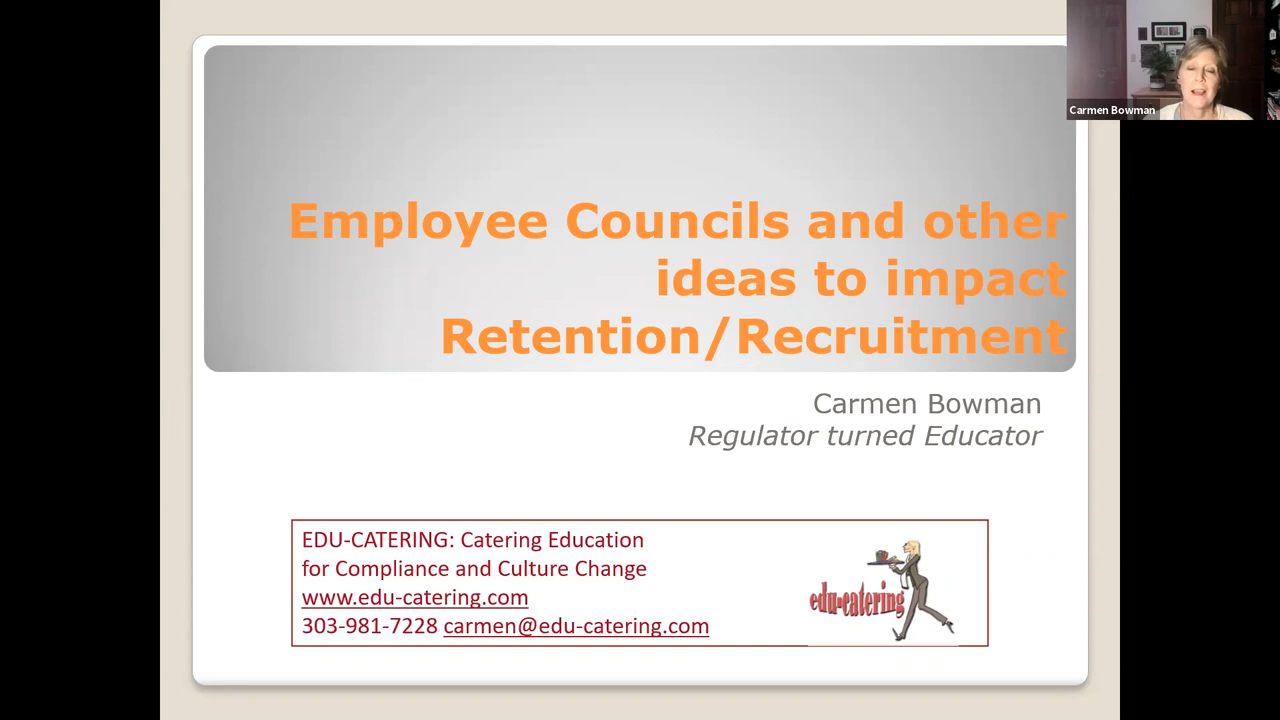 Carmen Bowman
Employee Councils and other
ideas to impact
Retention/Recruitment
Carmen Bowman
Regulator turned Educator
EDU-CATERING: Catering Education
for Compliance and Culture Change
www.edu-catering.com
303-981-7228 carmen@edu-catering.com
edu-catering